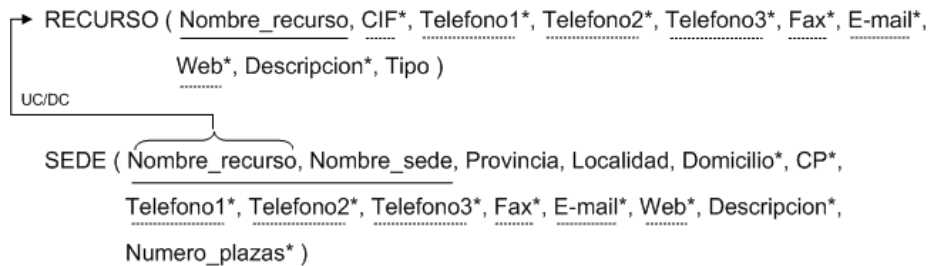 RECURSO ( Nombre_recurso, CIF*, Telefono1*, Telefono2*, Telefono3*, Fax*, E-mail*,
Web*, Descripcion*, Tipo )
UC/DC
SEDE ( Nombre_recurso, Nombre_sede, Provincia, Localidad, Domicilio*, CP*,
Telefono1*, Telefono2*, Telefono3*, Fax*, E-mail*, Web*, Descripcion*,
Numero_plazas* )